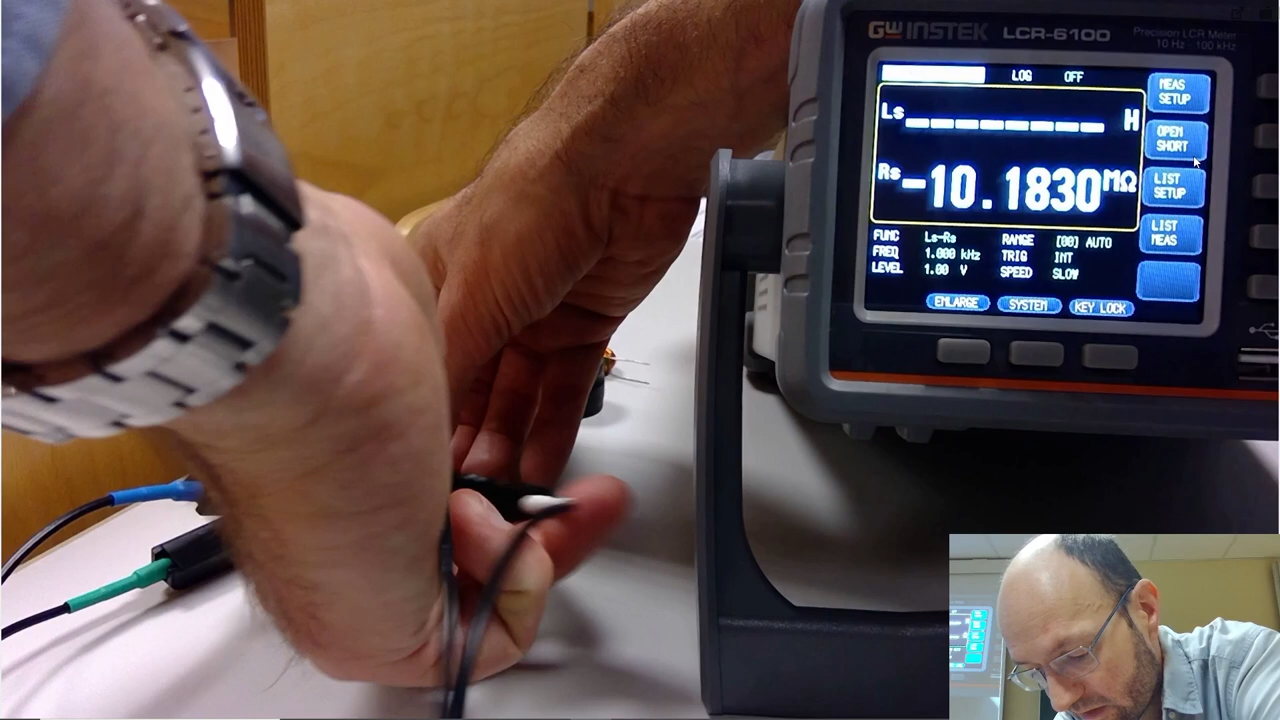 GW INSTEK LCR-6100 Precision LCR Meter
10 Hz - 100 kHz
LOG OFF
MEAS
SETUP
Ls ------- H
OPEN
SHORT
Rs -10.1830MΩ
LIST
SETUP
LIST
MEAS
FUNC Ls-Rs RANGE [00] AUTO
FREQ 1.000 kHz TRIG INT
LEVEL 1.00 V SPEED SLOW
ENLARGE SYSTEM KEY LOCK